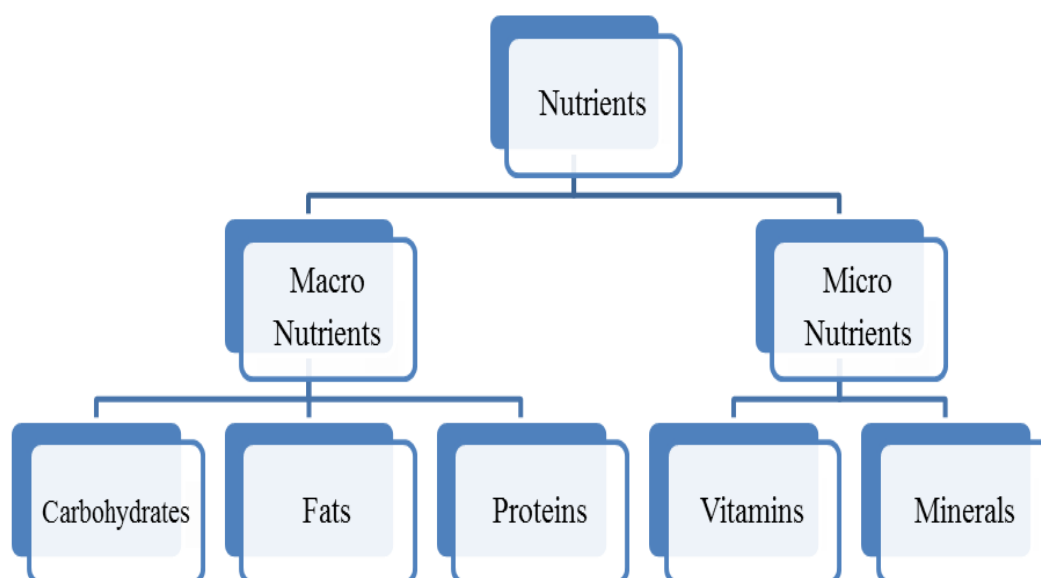 Nutrients
Macro
Nutrients
Micro
Nutrients
Carbohydrates
Fats
Proteins
Vitamins
Minerals